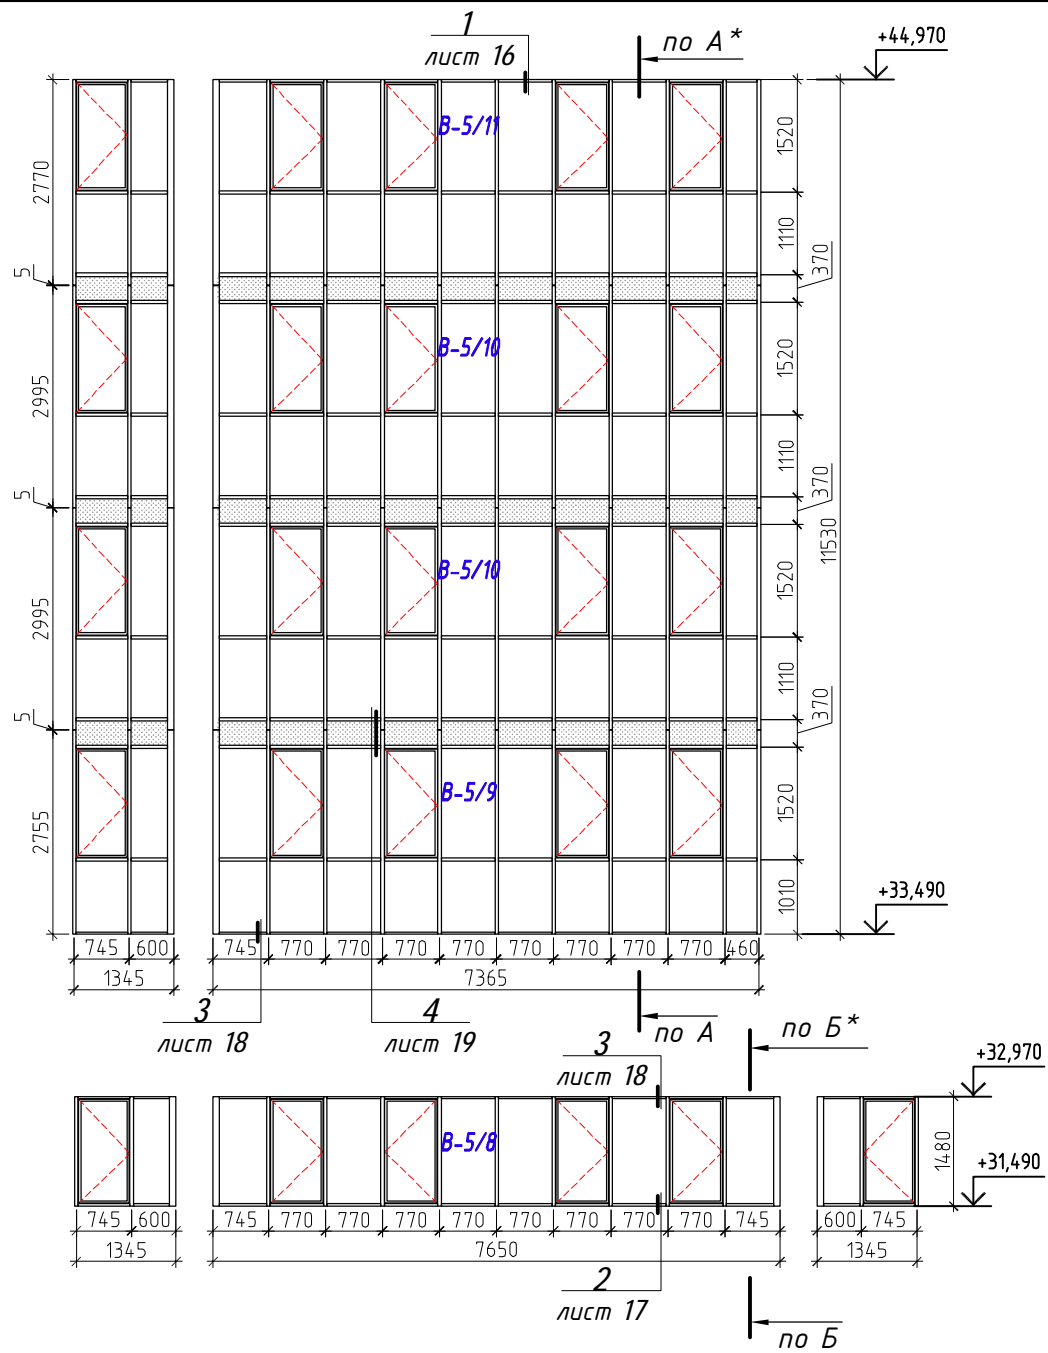 1
лист 16
по А*
+44,970
В-5/11
2770
1520
1110
5
370
В-5/10
2995
1520
1110
5
370
11530
В-5/10
2995
1520
1110
5
370
В-5/9
2755
1520
1010
+33,490
745 600
745 770 770 770 770 770 770 770 770 460
1345
7365
3
лист 18
4
лист 19
по А
по Б*
3
лист 18
+32,970
В-5/8
1480
+31,490
745 600
745 770 770 770 770 770 770 770 770 745
600 745
1345
7650
1345
2
лист 17
по Б